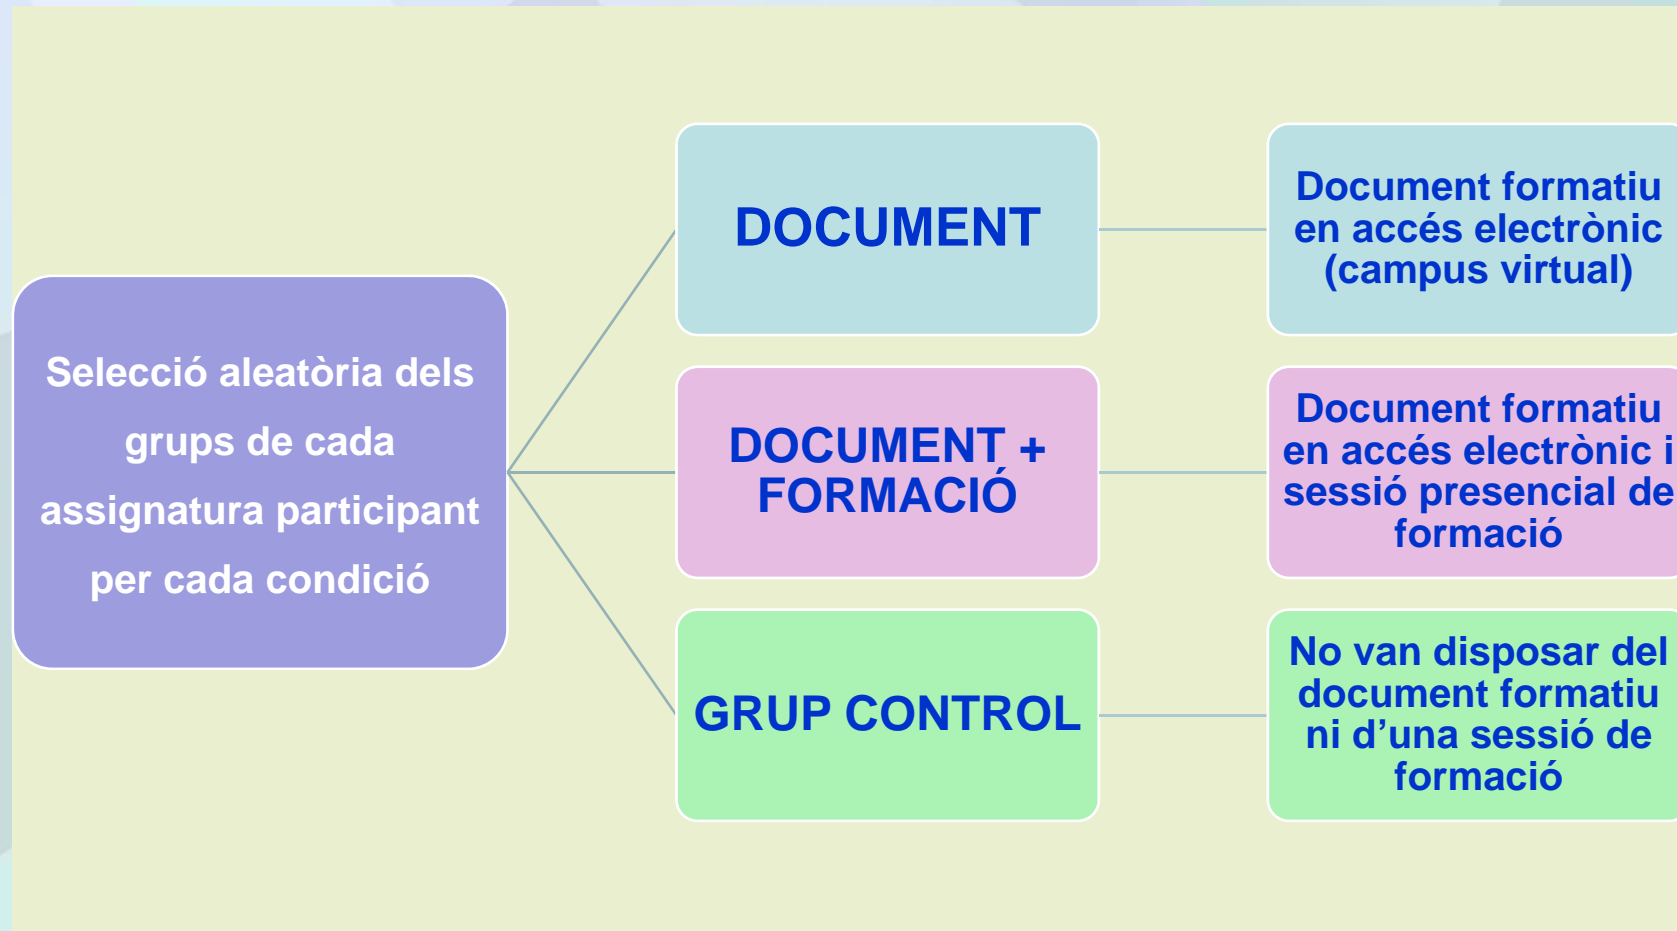 Selecció aleatòria dels
grups de cada
assignatura participant
per cada condició
DOCUMENT
Document formatiu
en accés electrònic
(campus virtual)
DOCUMENT +
FORMACIÓ
Document formatiu
en accés electrònic i
sessió presencial de
formació
GRUP CONTROL
No van disposar del
document formatiu
ni d’una sessió de
formació